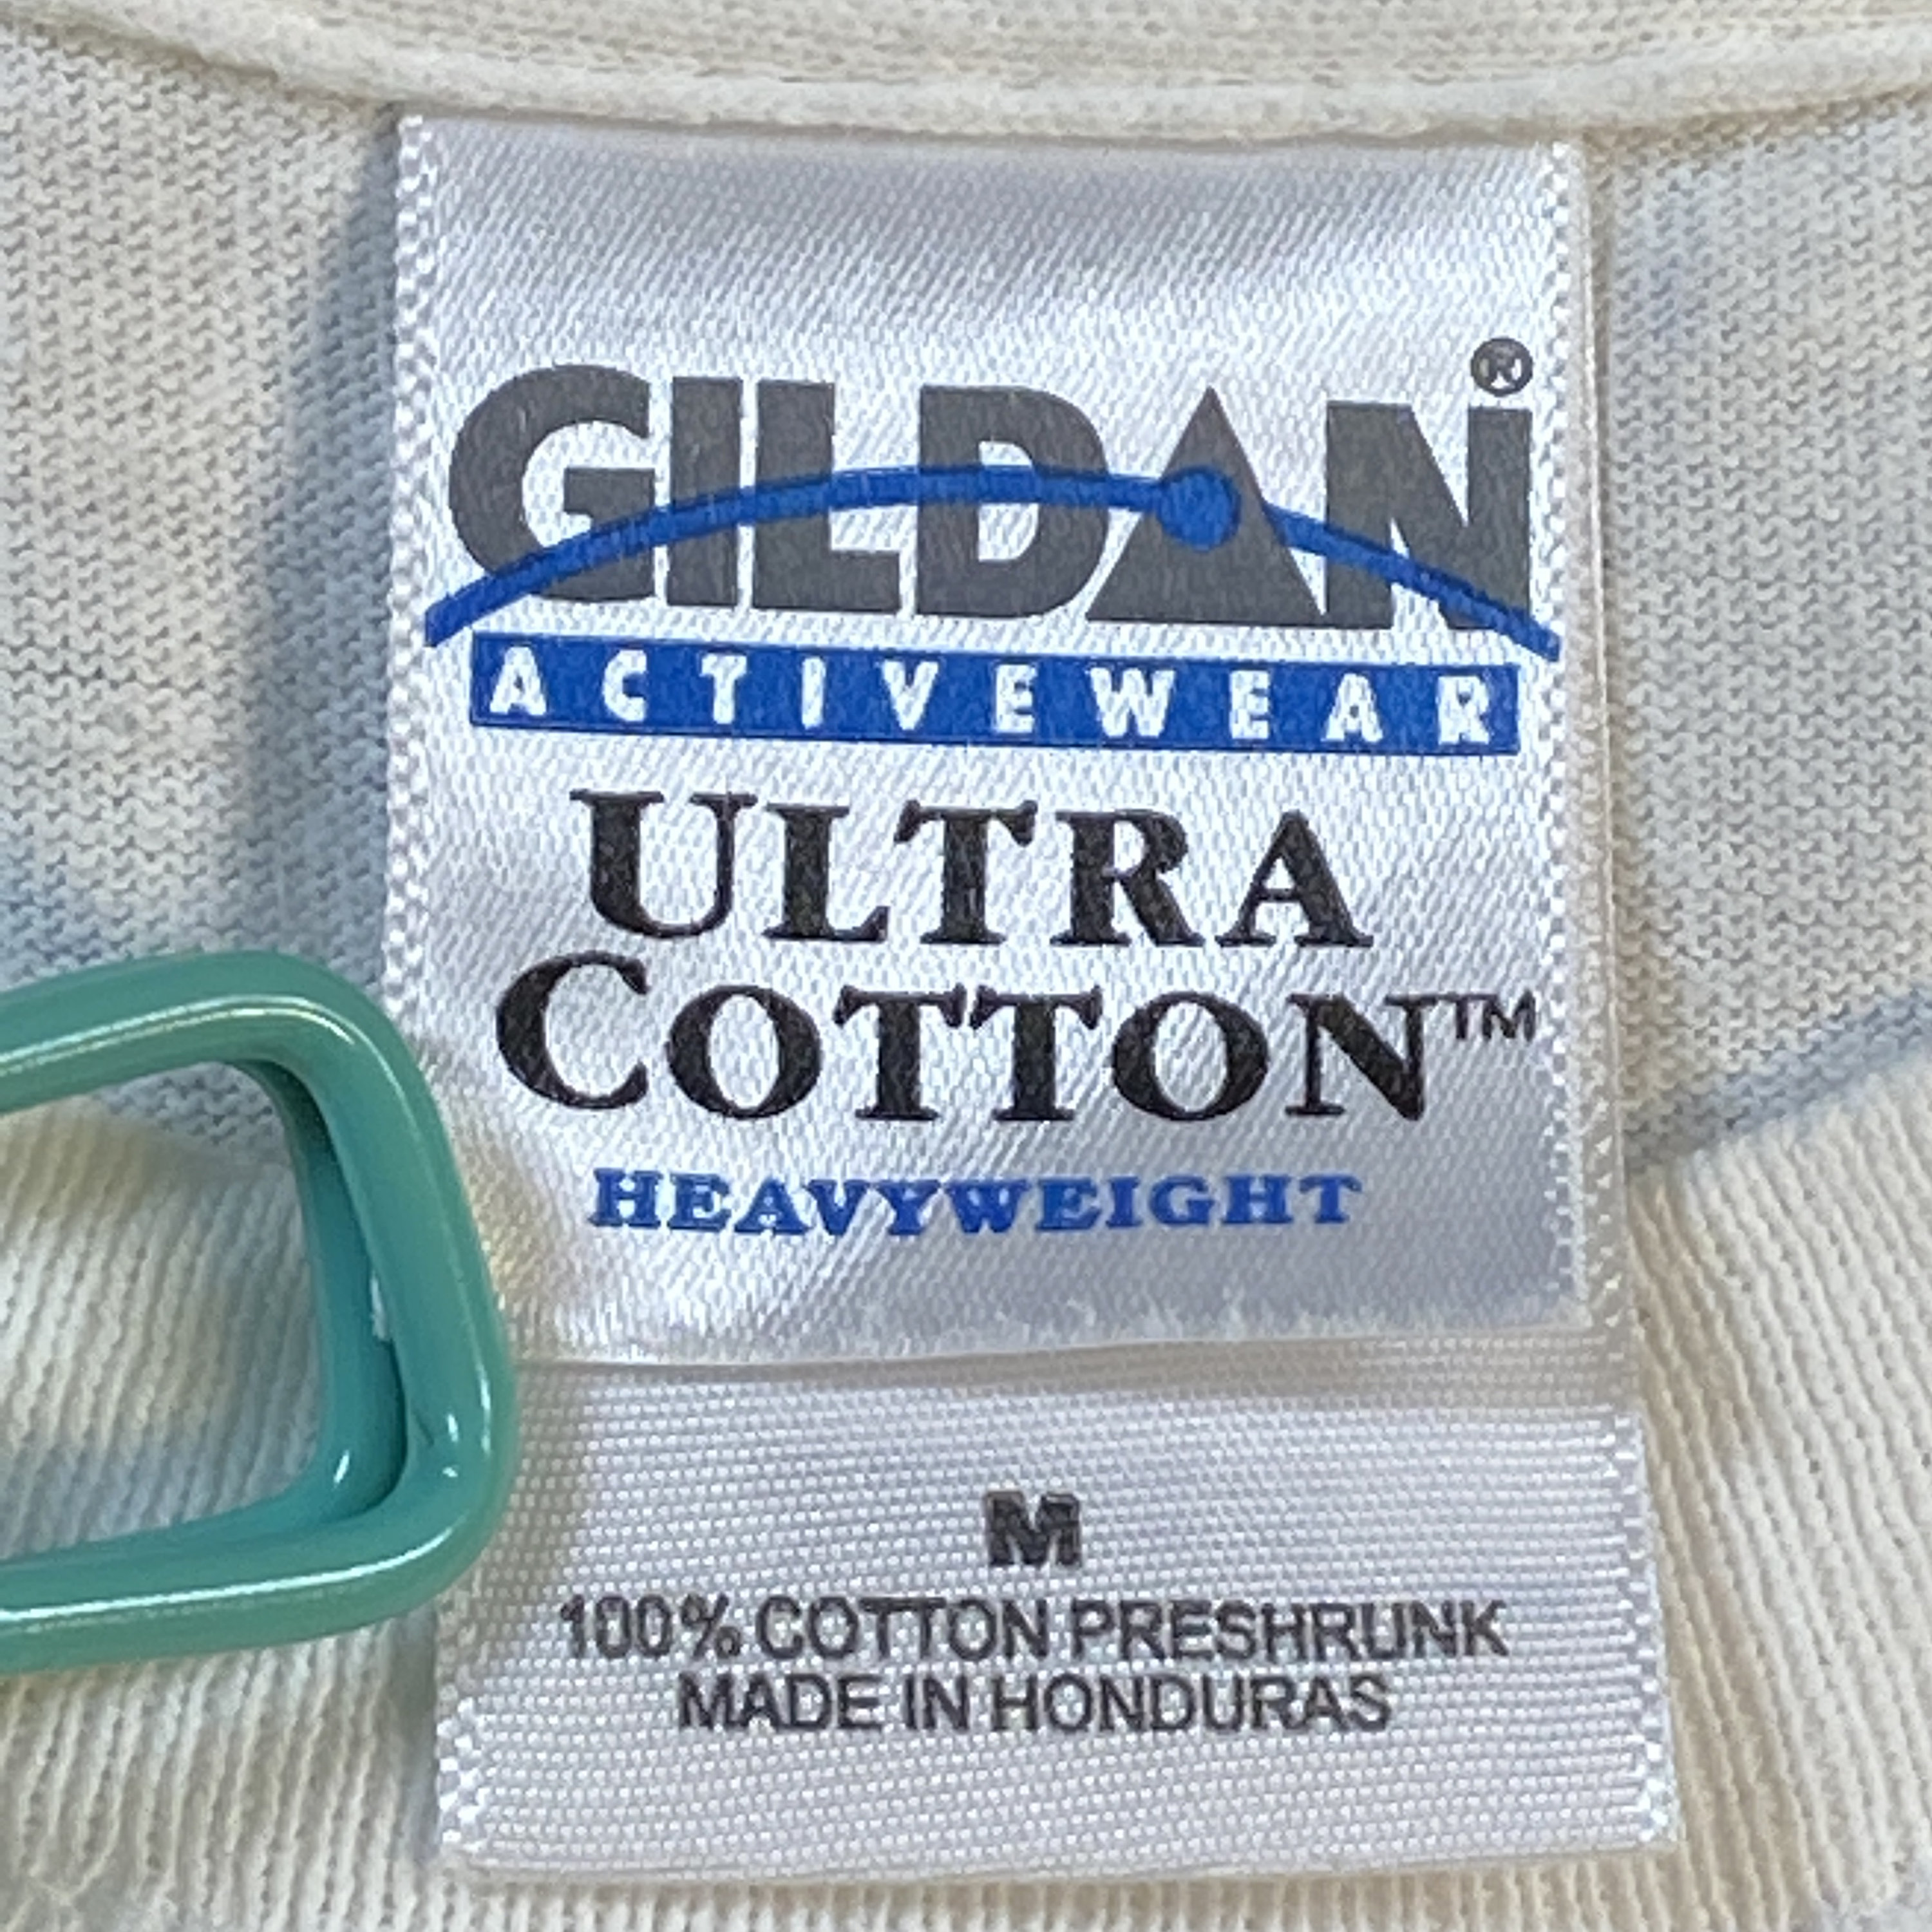 GILDAN®
ACTIVEWEAR
ULTRA
COTTON™
HEAVYWEIGHT
M
100% COTTON PRESHRUNK
MADE IN HONDURAS